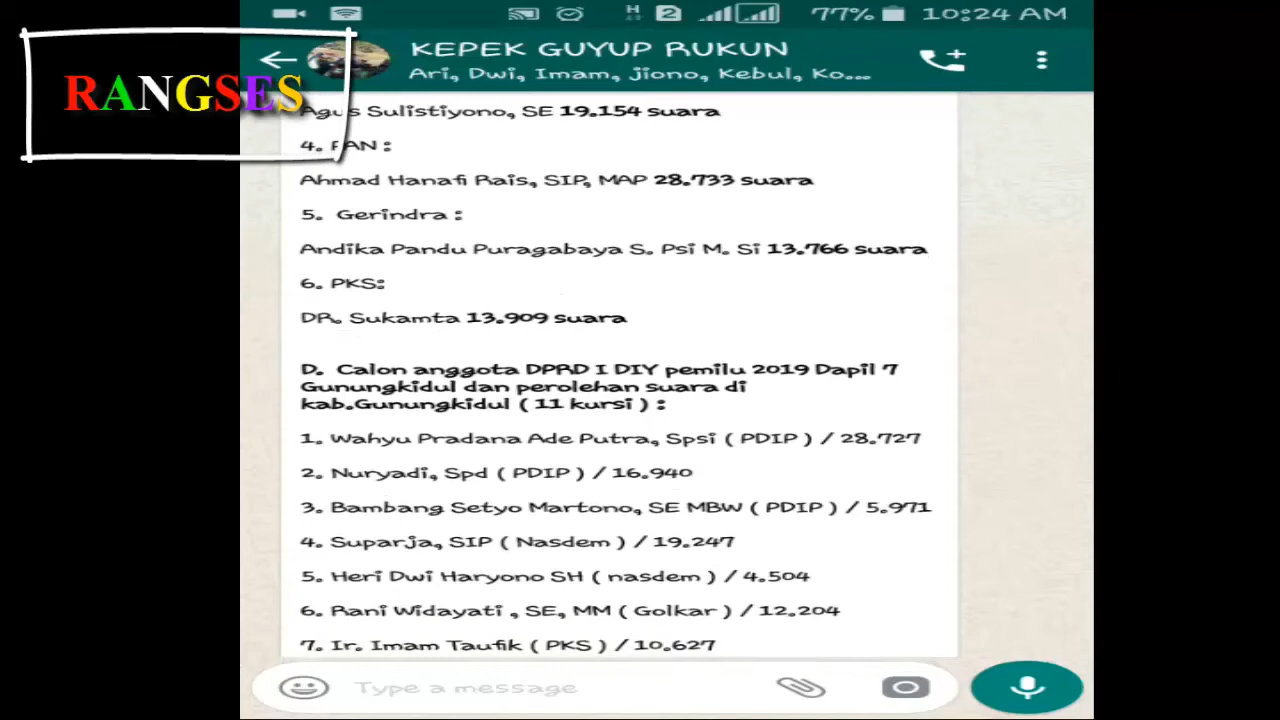 77% 10:24 AM
H
2
RANGSES
KEPEK GUYUP RUKUN
Ari, Dwi, Imam, jiono, Kebul, Ko...
Agus Sulistiyono, SE 19.154 suara
4. PAN :
Ahmad Hanafi Rais, SIP, MAP 28.733 suara
5. Gerindra :
Andika Pandu Puragabaya S. Psi M. Si 13.766 suara
6. PKS:
DR. Sukamta 13.909 suara
D. Calon anggota DPRD I DIY pemilu 2019 Dapil 7
Gunungkidul dan perolehan suara di
kab.Gunungkidul ( 11 kursi ) :
1. Wahyu Pradana Ade Putra, Spsi ( PDIP ) / 28.727
2. Nuryadi, Spd ( PDIP ) / 16.940
3. Bambang Setyo Martono, SE MBW ( PDIP ) / 5.971
4. Suparja, SIP ( Nasdem ) / 19.247
5. Heri Dwi Haryono SH ( nasdem ) / 4.504
6. Rani Widayati , SE, MM ( Golkar ) / 12.204
7. Ir. Imam Taufik ( PKS ) / 10.627
Type a message